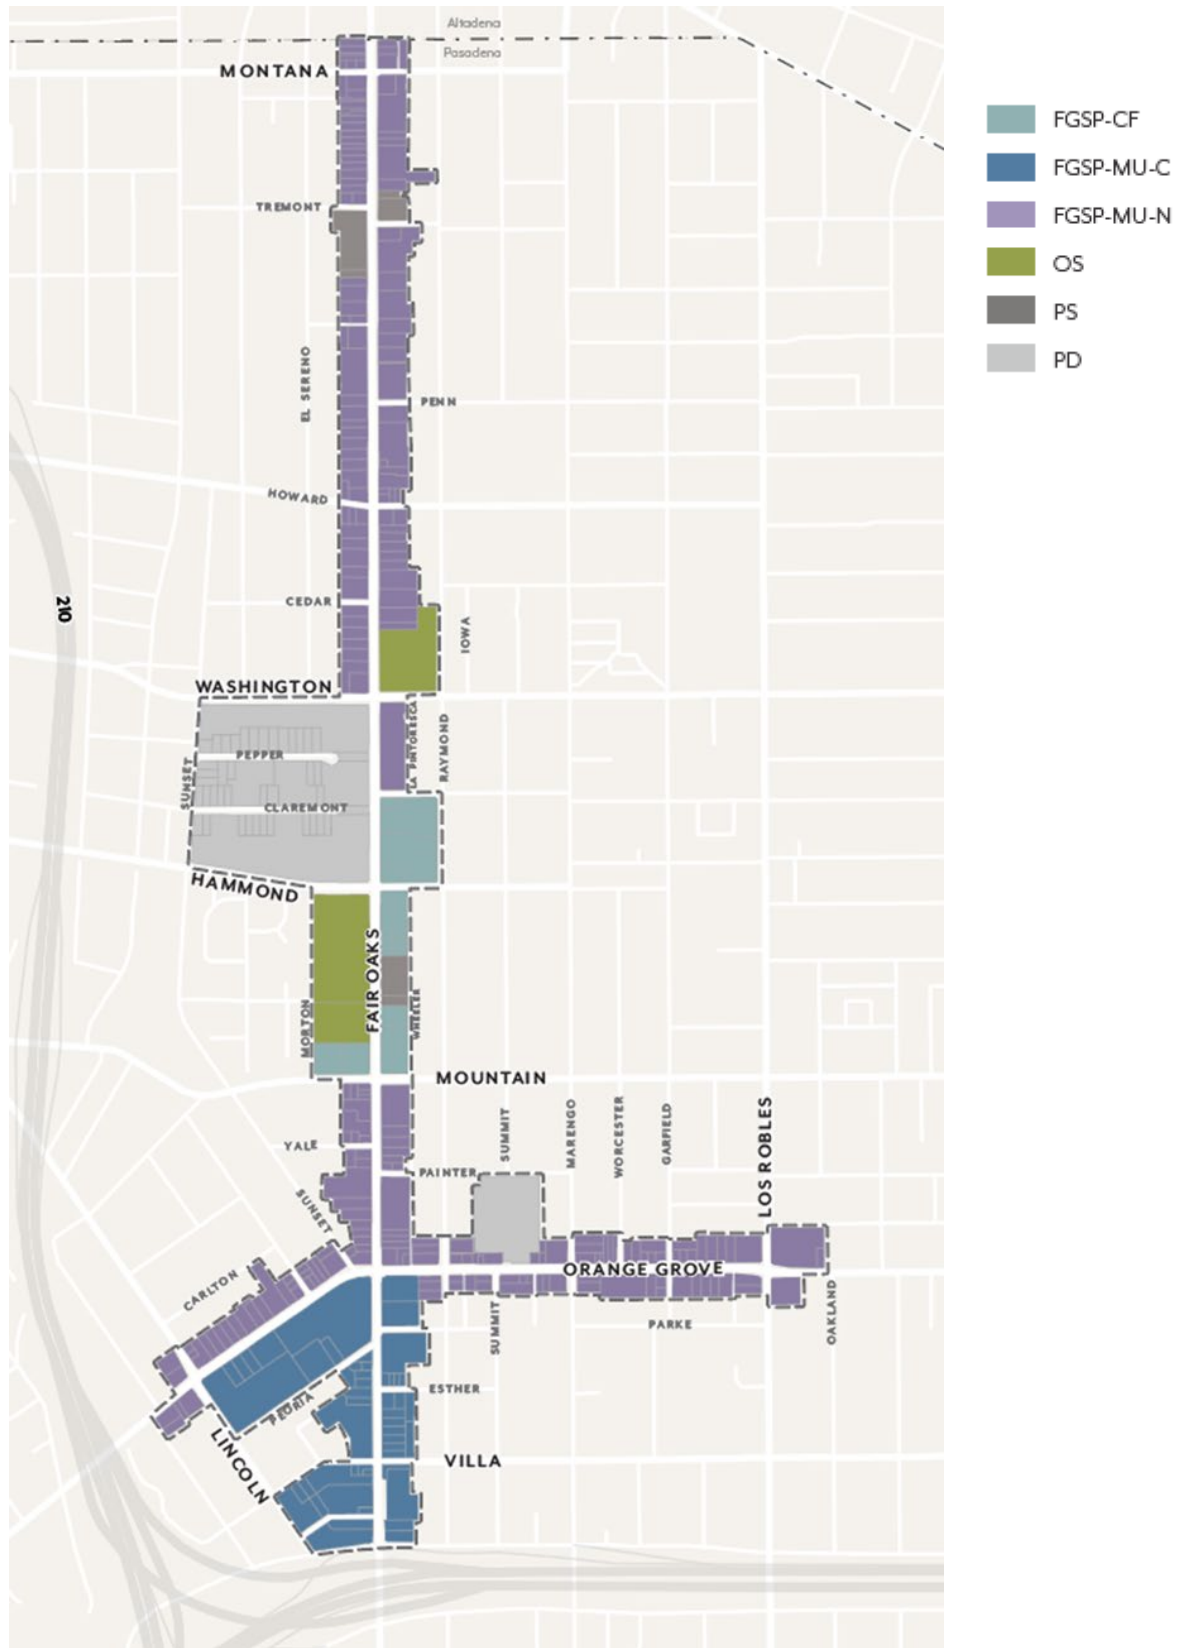 Altadena
Pasadena
MONTANA
FGSP-CF
FGSP-MU-C
FGSP-MU-N
OS
PS
PD
TREMONT
EL SERENO
PENN
HOWARD
CEDAR
210
IOWA
WASHINGTON
LA PINTORESCA
RAYMOND
PEPPER
SUNSET
CLAREMONT
HAMMOND
FAIR OAKS
MORTON
WHEELER
MOUNTAIN
SUMMIT
MARENGO
WORCESTER
GARFIELD
LOS ROBLES
YALE
PAINTER
SUNSET
ORANGE GROVE
CARLTON
SUMMIT
PARKE
OAKLAND
ESTHER
PEORIA
LINCOLN
VILLA